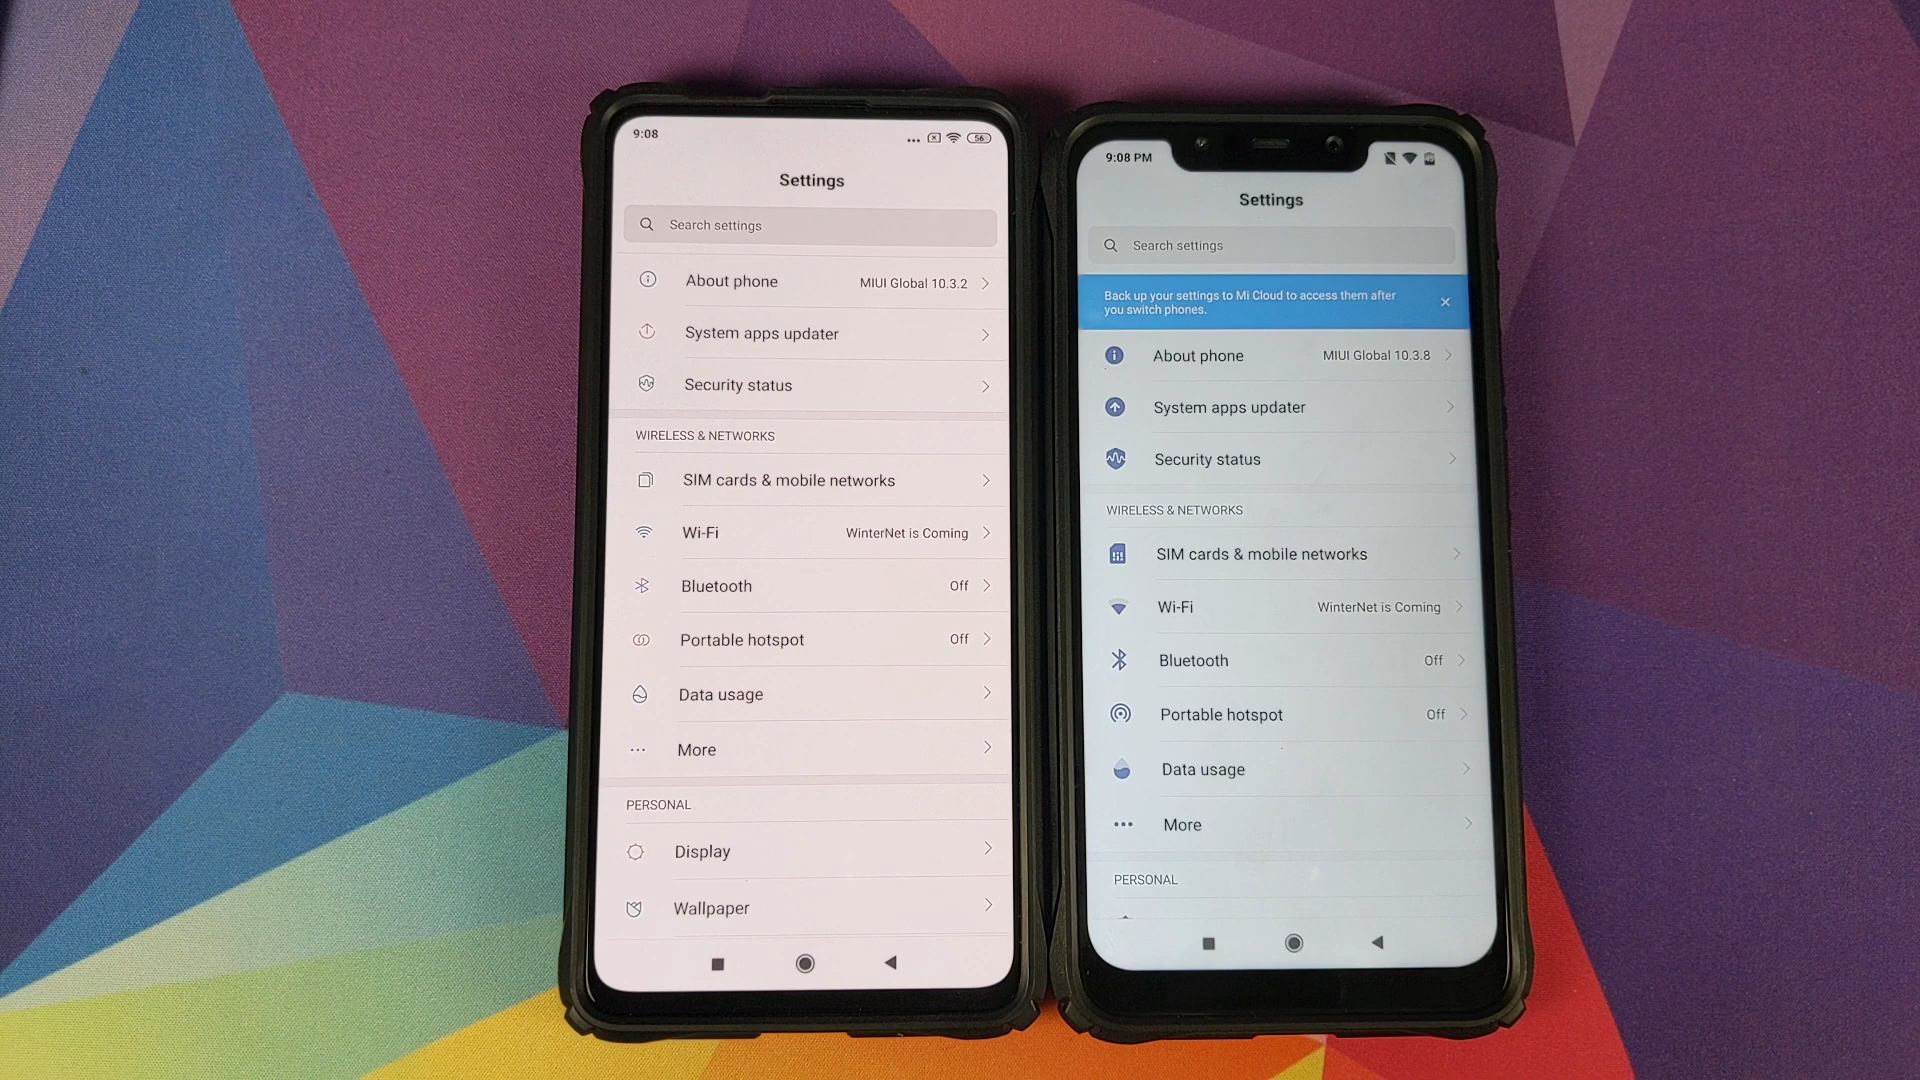 9:08
56
Settings
Search settings
About phone MIUI Global 10.3.2
System apps updater
Security status
WIRELESS & NETWORKS
SIM cards & mobile networks
Wi-Fi WinterNet is Coming
Bluetooth Off
Portable hotspot Off
Data usage
More
PERSONAL
Display
Wallpaper
9:08 PM
Settings
Search settings
Back up your settings to Mi Cloud to access them after
you switch phones.
About phone MIUI Global 10.3.8
System apps updater
Security status
WIRELESS & NETWORKS
SIM cards & mobile networks
Wi-Fi WinterNet is Coming
Bluetooth Off
Portable hotspot Off
Data usage
More
PERSONAL